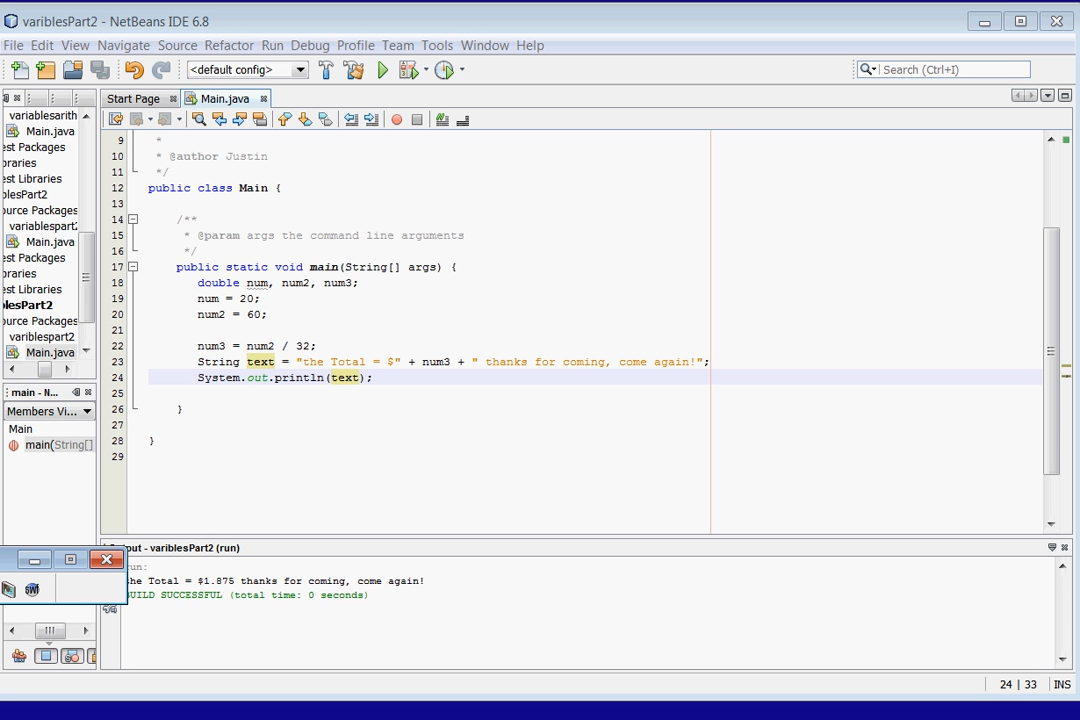 variblesPart2 - NetBeans IDE 6.8
File Edit View Navigate Source Refactor Run Debug Profile Team Tools Window Help
<default config>
Search (Ctrl+I)
Start Page
Main.java
variablesarith
Main.java
est Packages
praries
est Libraries
blesPart2
ource Packages
variablespart2
Main.java
est Packages
praries
est Libraries
blesPart2
ource Packages
variblespart2
Main.java
9 *
10 * @author Justin
11 */
12 public class Main {
13
14 /**
15 * @param args the command line arguments
16 */
17 public static void main(String[] args) {
18 double num, num2, num3;
19 num = 20;
20 num2 = 60;
21
22 num3 = num2 / 32;
23 String text = "the Total = $" + num3 + " thanks for coming, come again!";
24 System.out.println(text);
25
26 }
27
28 }
29
main - N...
Members Vi...
Main
main(String[]
put - variblesPart2 (run)
run:
the Total = $1.875 thanks for coming, come again!
BUILD SUCCESSFUL (total time: 0 seconds)
24 | 33 INS